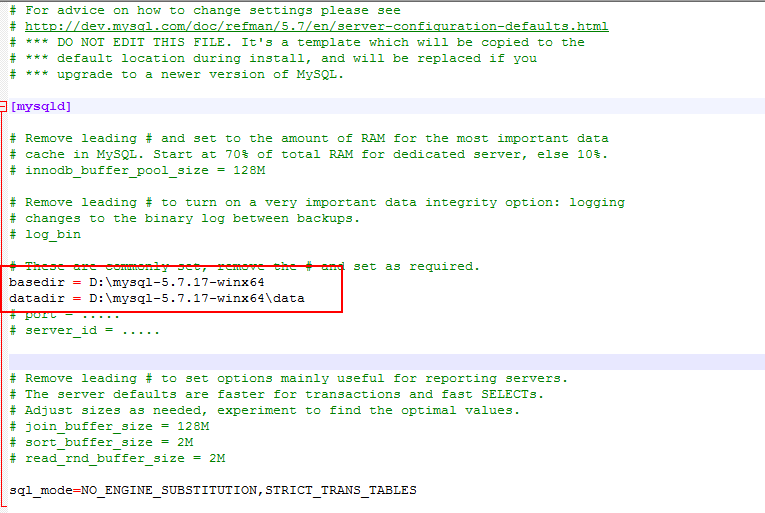 # For advice on how to change settings please see
# http://dev.mysql.com/doc/refman/5.7/en/server-configuration-defaults.html
# *** DO NOT EDIT THIS FILE. It's a template which will be copied to the
# *** default location during install, and will be replaced if you
# *** upgrade to a newer version of MySQL.
[mysqld]
# Remove leading # and set to the amount of RAM for the most important data
# cache in MySQL. Start at 70% of total RAM for dedicated server, else 10%.
# innodb_buffer_pool_size = 128M
# Remove leading # to turn on a very important data integrity option: logging
# changes to the binary log between backups.
# log_bin
# These are commonly set, remove the # and set as required.
basedir = D:\mysql-5.7.17-winx64
datadir = D:\mysql-5.7.17-winx64\data
# port = .....
# server_id = .....
# Remove leading # to set options mainly useful for reporting servers.
# The server defaults are faster for transactions and fast SELECTs.
# Adjust sizes as needed, experiment to find the optimal values.
# join_buffer_size = 128M
# sort_buffer_size = 2M
# read_rnd_buffer_size = 2M
sql_mode=NO_ENGINE_SUBSTITUTION,STRICT_TRANS_TABLES